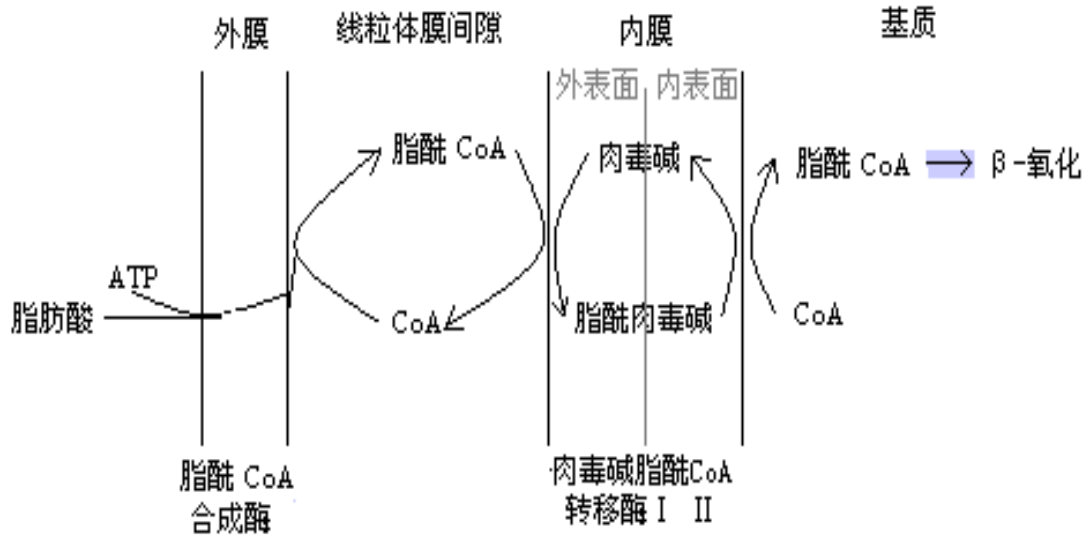 外膜 线粒体膜间隙 内膜 基质
外表面 内表面
脂酰 CoA 肉毒碱 脂酰 CoA β-氧化
ATP
脂肪酸 CoA 脂酰肉毒碱 CoA
脂酰 CoA 肉毒碱脂酰CoA
合成酶 转移酶 I II